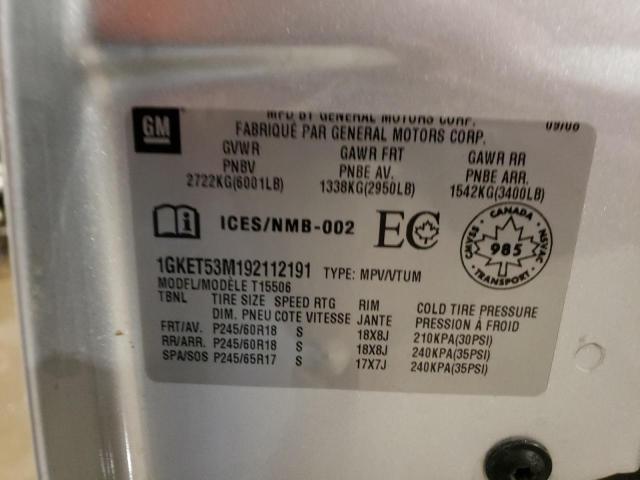 GM
MFD BY GENERAL MOTORS CORP. 09/08
FABRIQUÉ PAR GENERAL MOTORS CORP.
GVWR GAWR FRT GAWR RR
PNBV PNBE AV. PNBE ARR.
2722KG(6001LB) 1338KG(2950LB) 1542KG(3400LB)
ICES/NMB-002 EC
CANADA
CMVSS NSVAC
985
TRANSPORT
1GKET53M192112191 TYPE: MPV/VTUM
MODEL/MODÈLE T15506
TBNL TIRE SIZE SPEED RTG RIM COLD TIRE PRESSURE
DIM. PNEU COTE VITESSE JANTE PRESSION À FROID
FRT/AV. P245/60R18 S 18X8J 210KPA(30PSI)
RR/ARR. P245/60R18 S 18X8J 240KPA(35PSI)
SPA/SOS P245/65R17 S 17X7J 240KPA(35PSI)